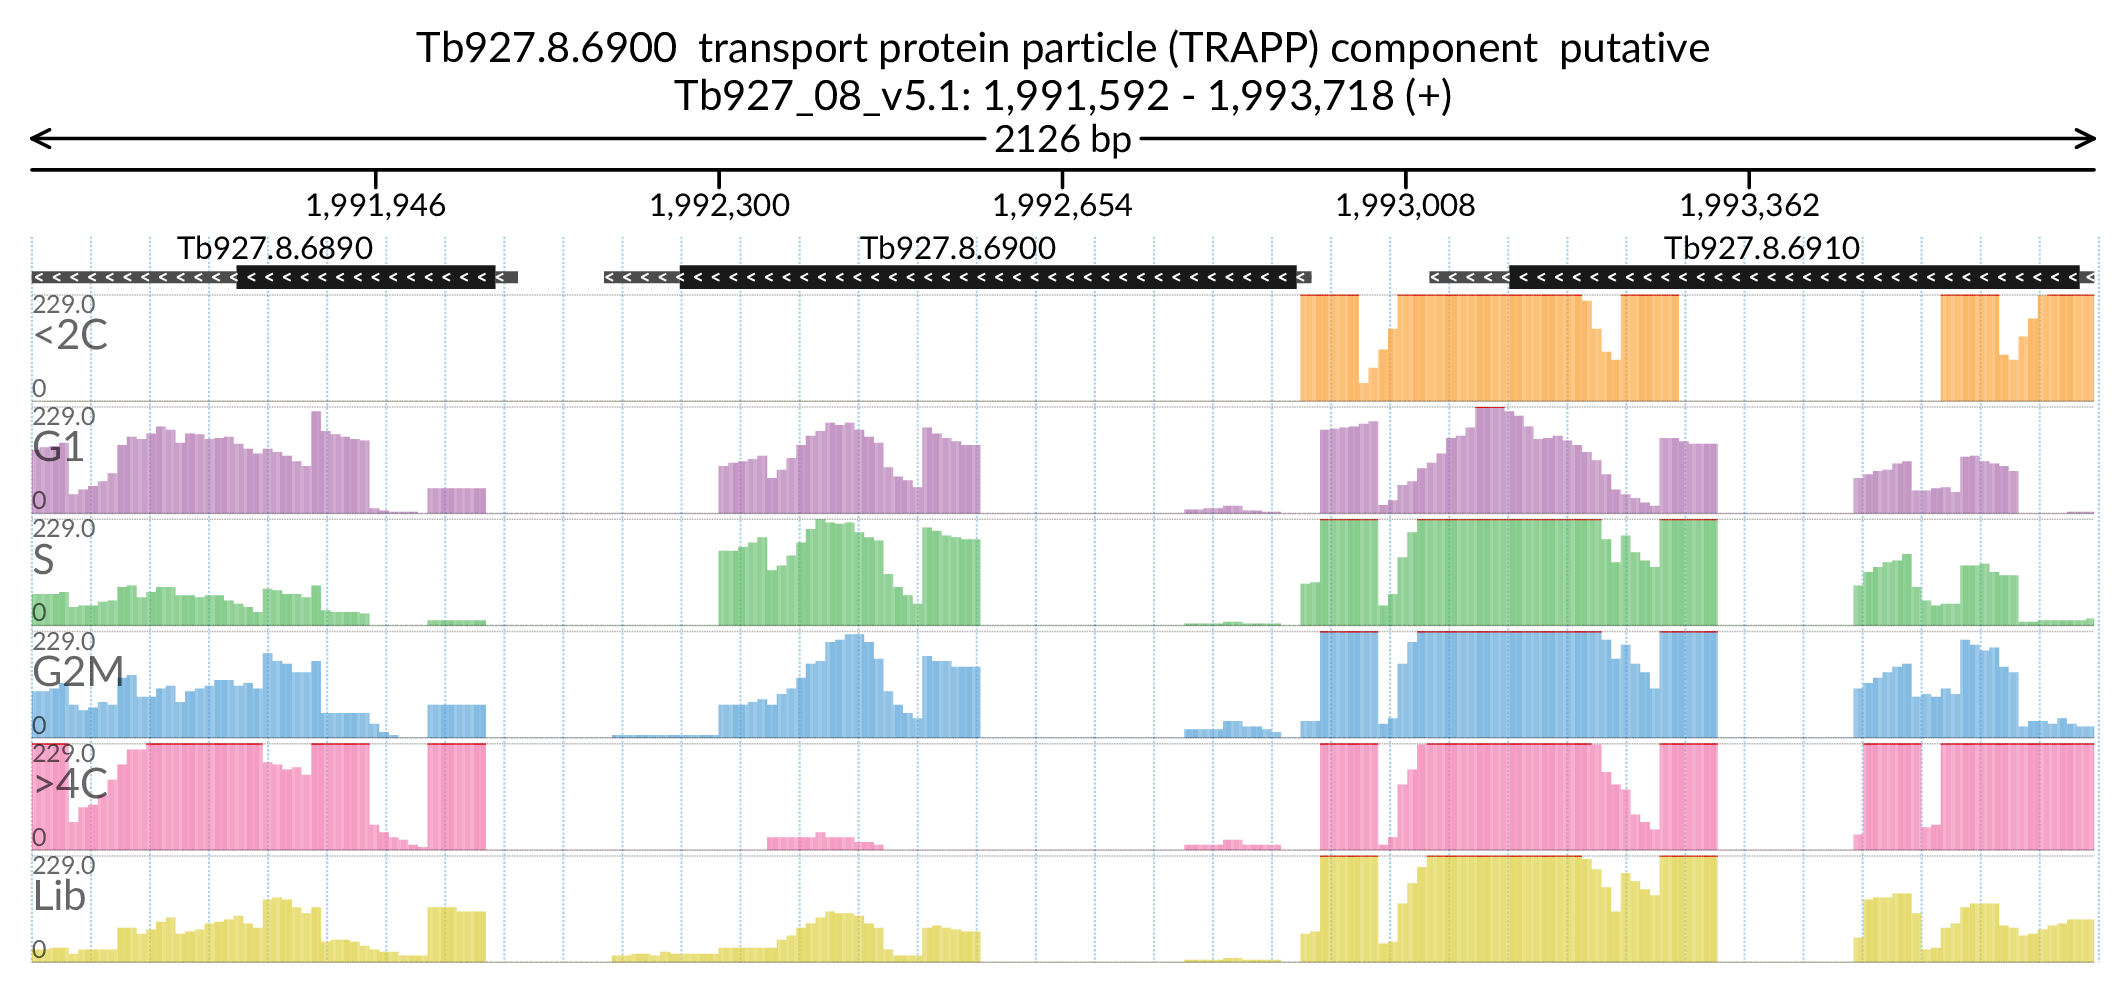 Tb927.8.6900  transport protein particle (TRAPP) component  putative
Tb927_08_v5.1: 1,991,592 - 1,993,718 (+)
2126 bp
1,991,946 1,992,300 1,992,654 1,993,008 1,993,362
Tb927.8.6890 Tb927.8.6900 Tb927.8.6910
229.0
<2C
0
229.0
G1
0
229.0
S
0
229.0
G2M
0
229.0
>4C
0
229.0
Lib
0